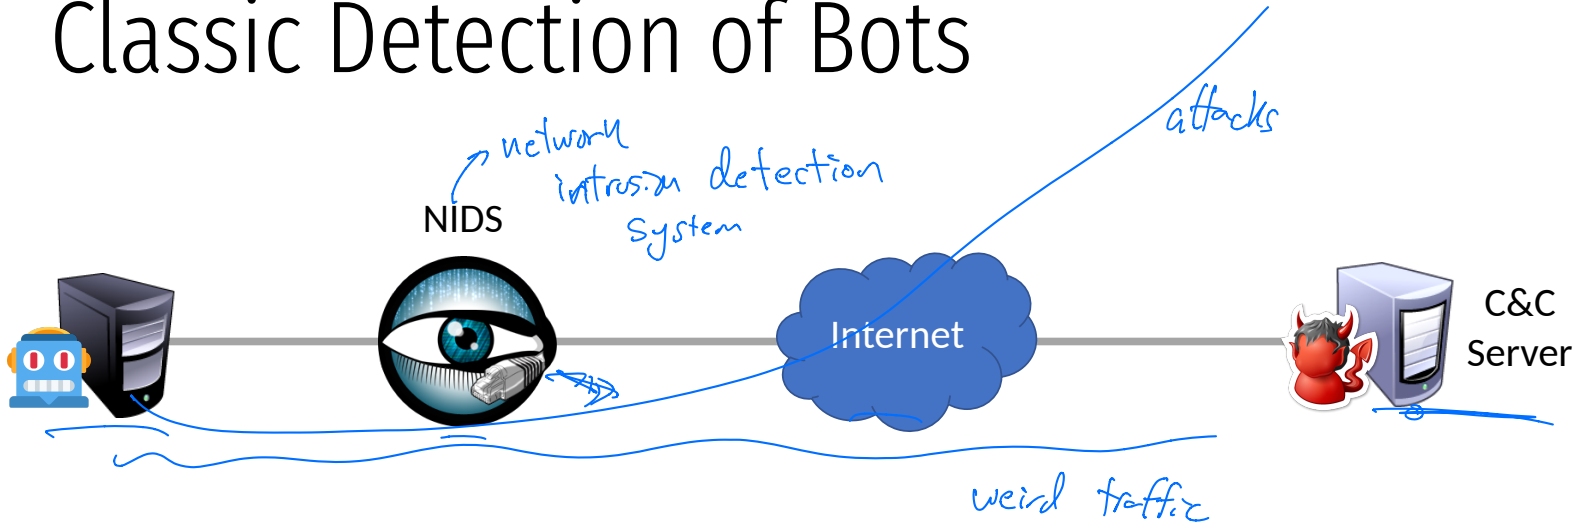 Classic Detection of Bots
attacks
network
intrusion detection
system
NIDS
Internet
C&C
Server
weird traffic